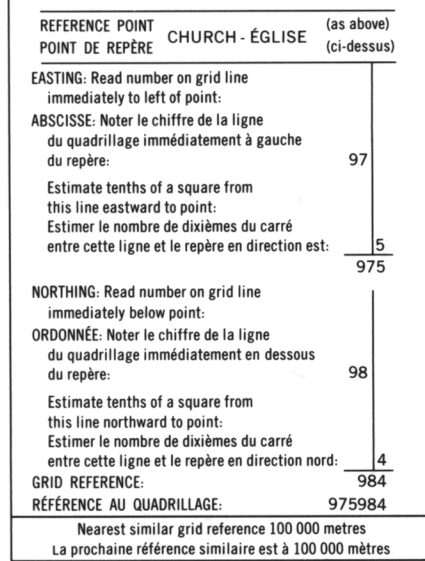 REFERENCE POINT CHURCH - ÉGLISE (as above)
POINT DE REPÈRE (ci-dessus)
EASTING: Read number on grid line
immediately to left of point:
ABSCISSE: Noter le chiffre de la ligne
du quadrillage immédiatement à gauche
du repère: 97
Estimate tenths of a square from
this line eastward to point:
Estimer le nombre de dixièmes du carré
entre cette ligne et le repère en direction est: 5
975
NORTHING: Read number on grid line
immediately below point:
ORDONNÉE: Noter le chiffre de la ligne
du quadrillage immédiatement en dessous
du repère: 98
Estimate tenths of a square from
this line northward to point:
Estimer le nombre de dixièmes du carré
entre cette ligne et le repère en direction nord: 4
GRID REFERENCE: 984
RÉFÉRENCE AU QUADRILLAGE: 975984
Nearest similar grid reference 100 000 metres
La prochaine référence similaire est à 100 000 mètres